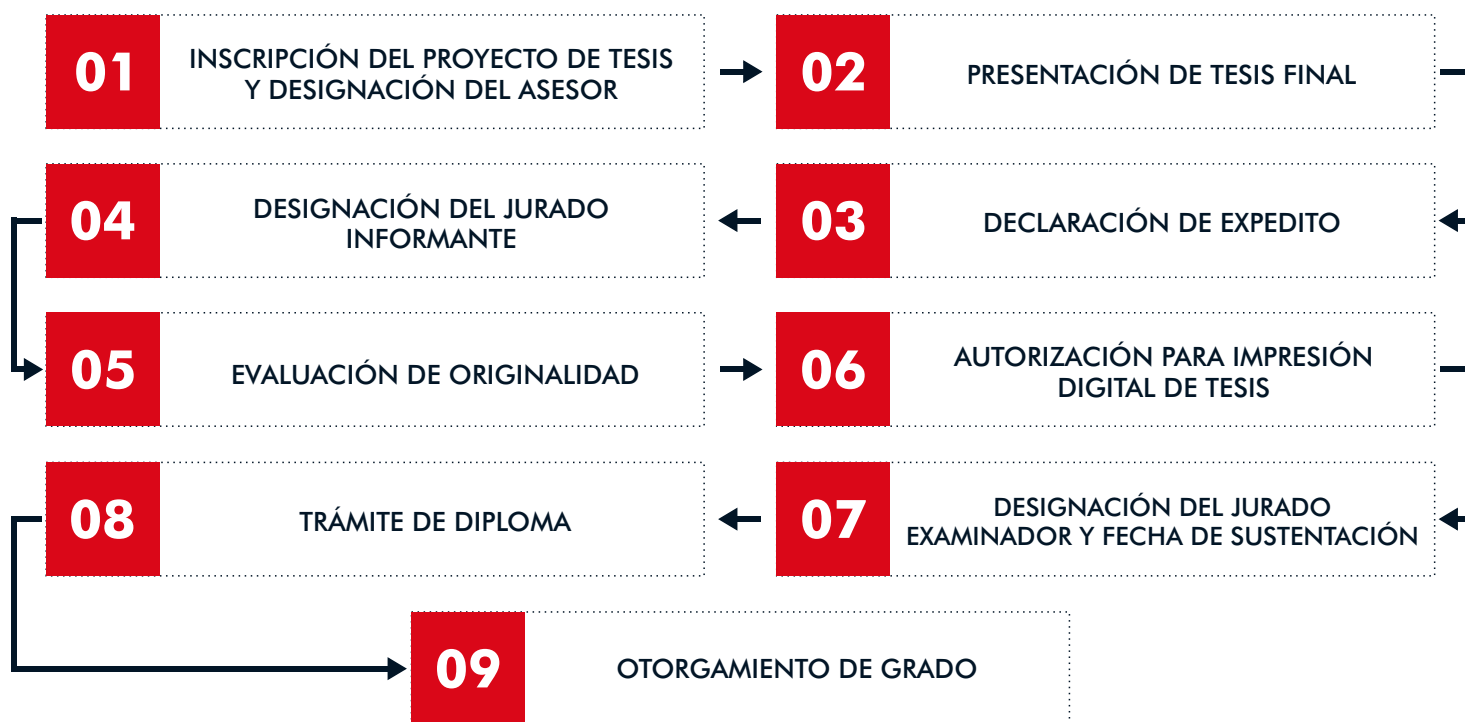 01
INSCRIPCIÓN DEL PROYECTO DE TESIS
Y DESIGNACIÓN DEL ASESOR
02
PRESENTACIÓN DE TESIS FINAL
03
DECLARACIÓN DE EXPEDITO
04
DESIGNACIÓN DEL JURADO
INFORMANTE
05
EVALUACIÓN DE ORIGINALIDAD
06
AUTORIZACIÓN PARA IMPRESIÓN
DIGITAL DE TESIS
07
DESIGNACIÓN DEL JURADO
EXAMINADOR Y FECHA DE SUSTENTACIÓN
08
TRÁMITE DE DIPLOMA
09
OTORGAMIENTO DE GRADO